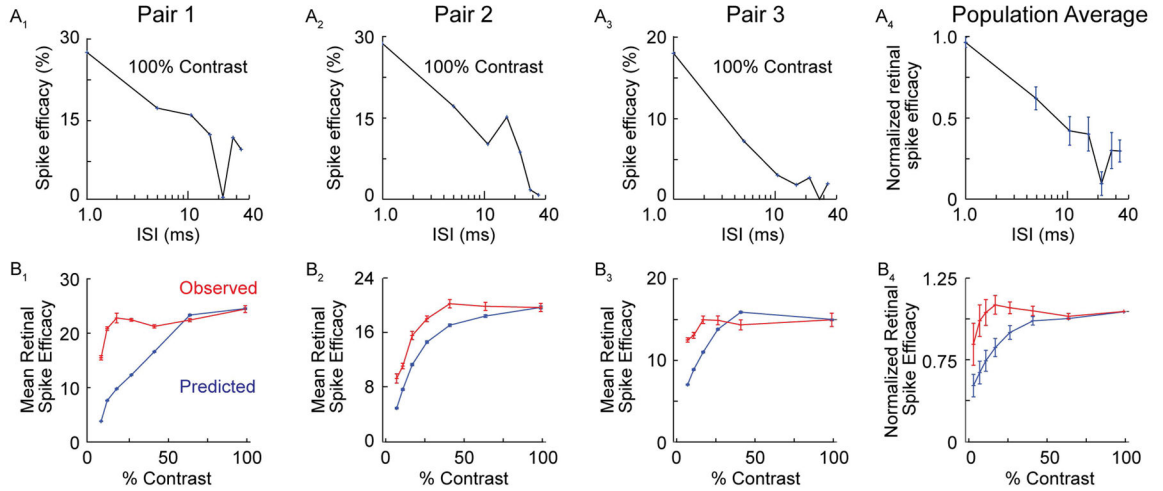 Pair 1
Pair 2
Pair 3
Population Average
A1
30
15
0
Spike efficacy (%)
100% Contrast
1.0
10
40
ISI (ms)
A2
30
15
0
Spike efficacy (%)
100% Contrast
1.0
10
40
ISI (ms)
A3
20
15
10
5
0
Spike efficacy (%)
100% Contrast
1.0
10
40
ISI (ms)
A4
1.0
0.5
0
Normalized retinal
spike efficacy
1.0
10
40
ISI (ms)
B1
30
20
10
0
Mean Retinal
Spike Efficacy
Observed
Predicted
0
50
100
% Contrast
B2
24
16
8
0
Mean Retinal
Spike Efficacy
0
50
100
% Contrast
B3
20
15
10
5
0
Mean Retinal
Spike Efficacy
0
50
100
% Contrast
B4
1.25
0.75
0
Normalized Retinal
Spike Efficacy
0
50
100
% Contrast